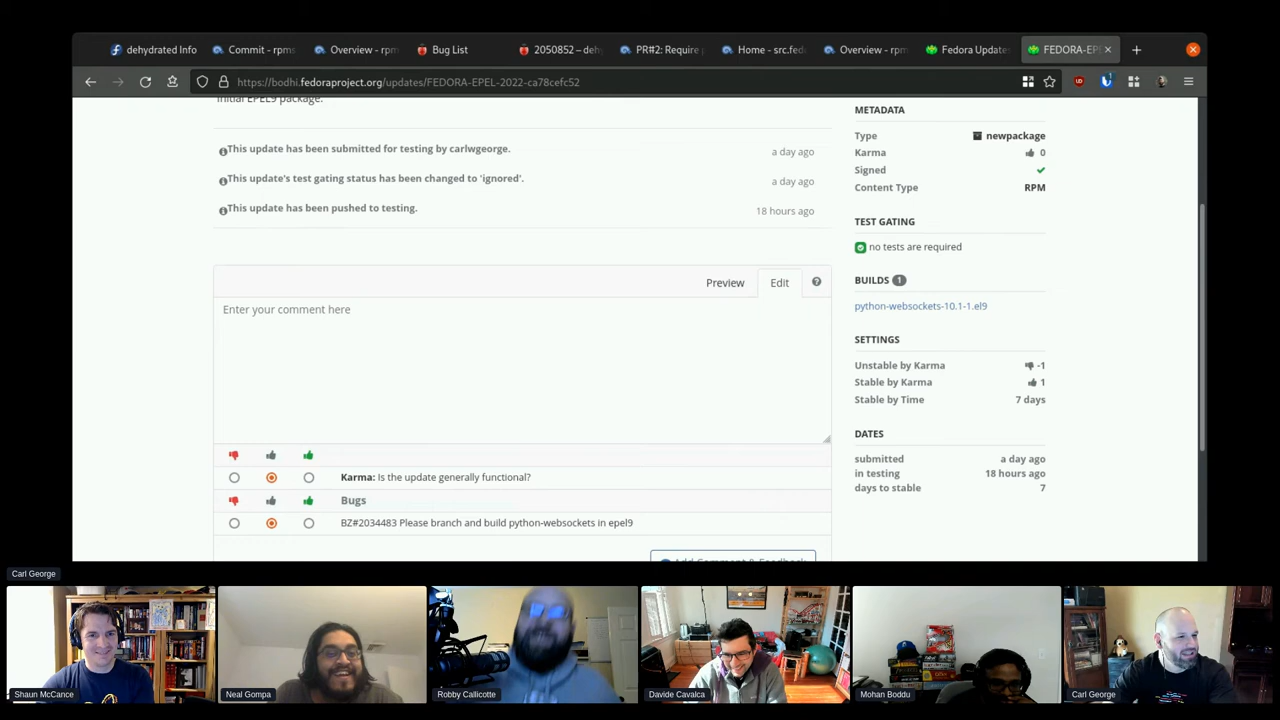 dehydrated Info
Commit - rpms
Overview - rpm
Bug List
2050852 – deh
PR#2: Require
Home - src.fed
Overview - rpm
Fedora Update
FEDORA-EPE
https://bodhi.fedoraproject.org/updates/FEDORA-EPEL-2022-ca78cefc52
Initial EPEL9 package.
This update has been submitted for testing by carlwgeorge.
a day ago
This update's test gating status has been changed to 'ignored'.
a day ago
This update has been pushed to testing.
18 hours ago
Preview
Edit
Enter your comment here
Karma: Is the update generally functional?
Bugs
BZ#2034483 Please branch and build python-websockets in epel9
Add Comment & Feedback
METADATA
Type newpackage
Karma 0
Signed
Content Type RPM
TEST GATING
no tests are required
BUILDS 1
python-websockets-10.1-1.el9
SETTINGS
Unstable by Karma -1
Stable by Karma 1
Stable by Time 7 days
DATES
submitted a day ago
in testing 18 hours ago
days to stable 7
Carl George
Shaun McCance
Neal Gompa
Robby Callicotte
Davide Cavalca
Mohan Boddu
Carl George